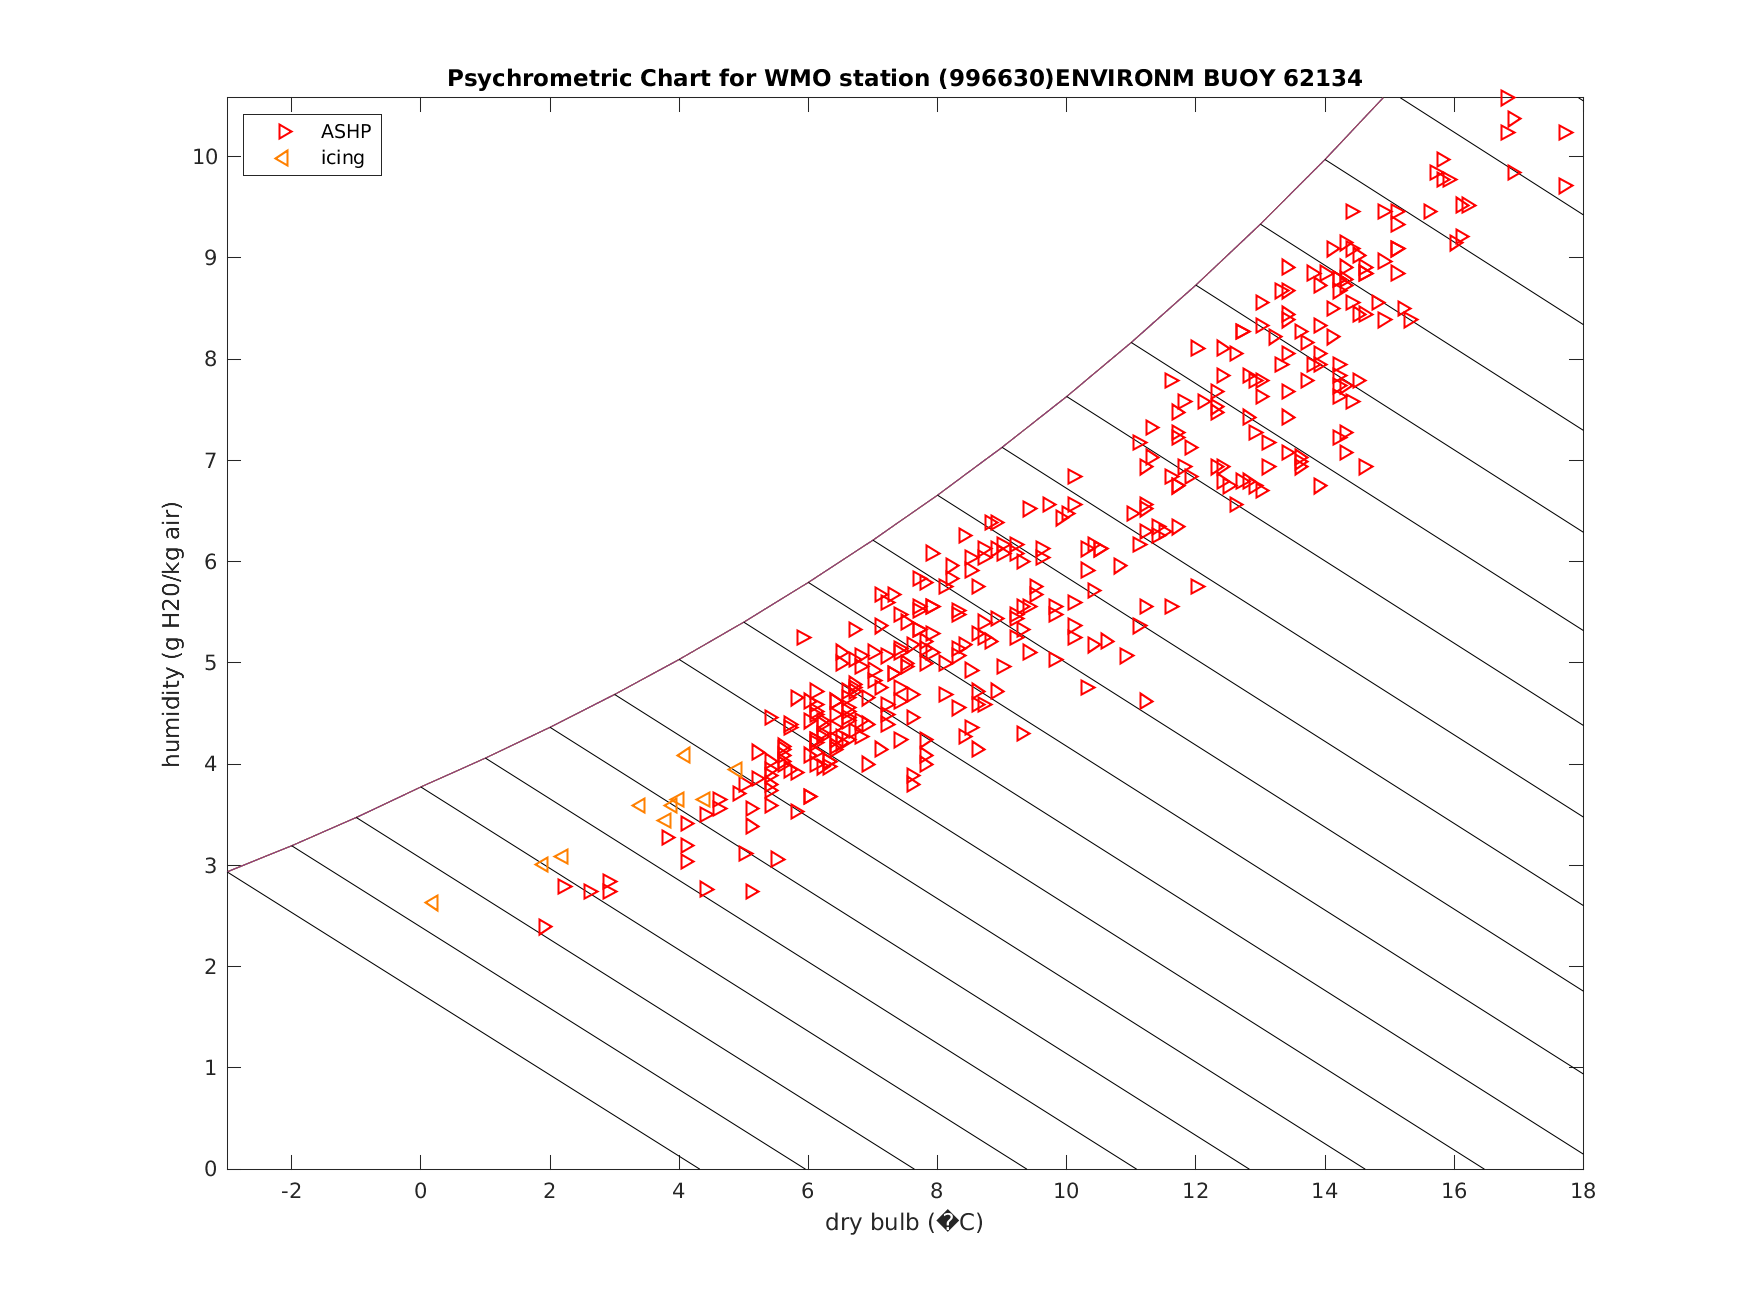 Psychrometric Chart for WMO station (996630)ENVIRONM BUOY 62134
ASHP
icing
10
9
8
7
6
5
4
3
2
1
0
humidity (g H20/kg air)
-2 0 2 4 6 8 10 12 14 16 18
dry bulb (�C)